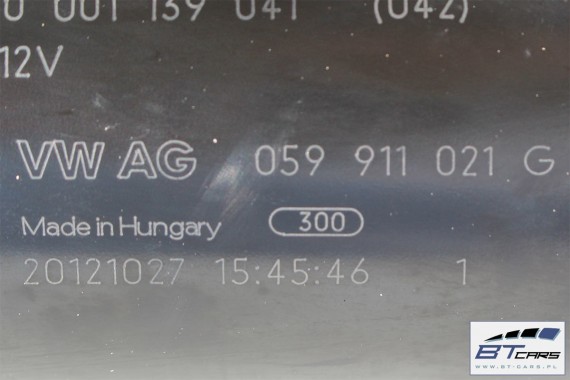 0 001 139 041 (042)
12V
VW AG 059 911 021 G
Made in Hungary 300
20121027 15:45:46 1
BT CARS
WWW.BT-CARS.PL